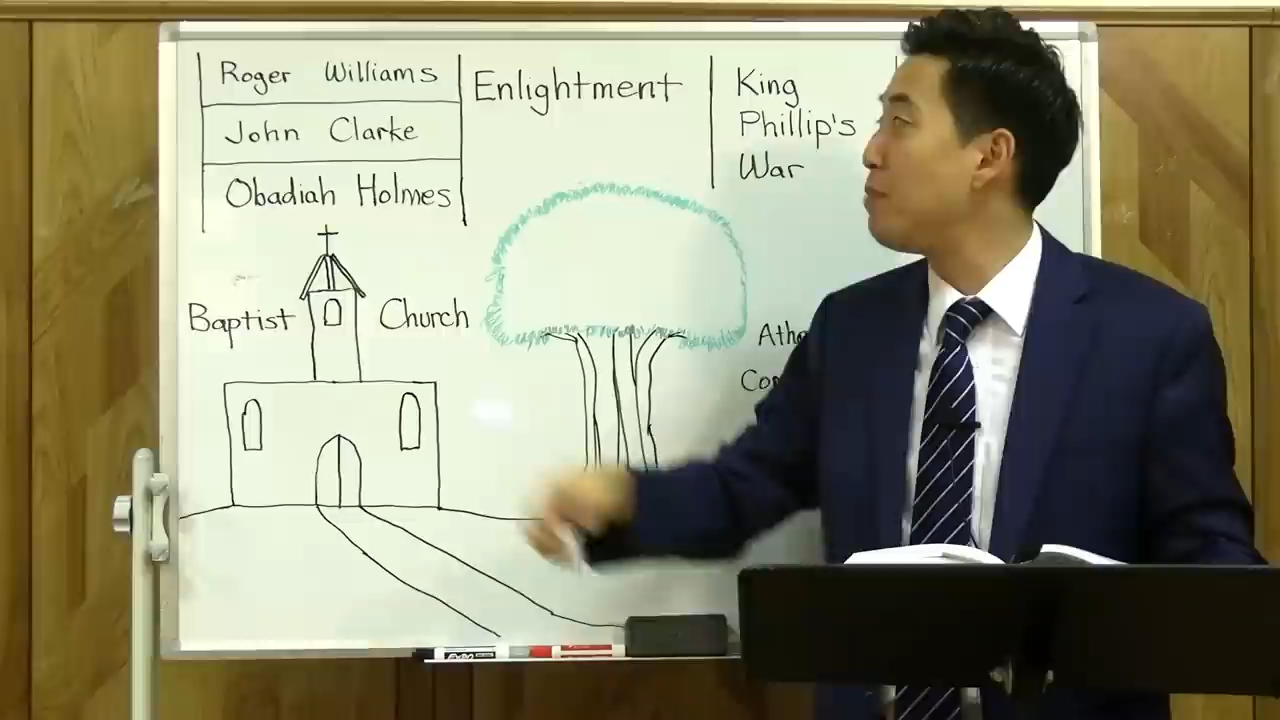 Roger Williams
John Clarke
Obadiah Holmes
Enlightment
King
Phillip's
War
Baptist Church